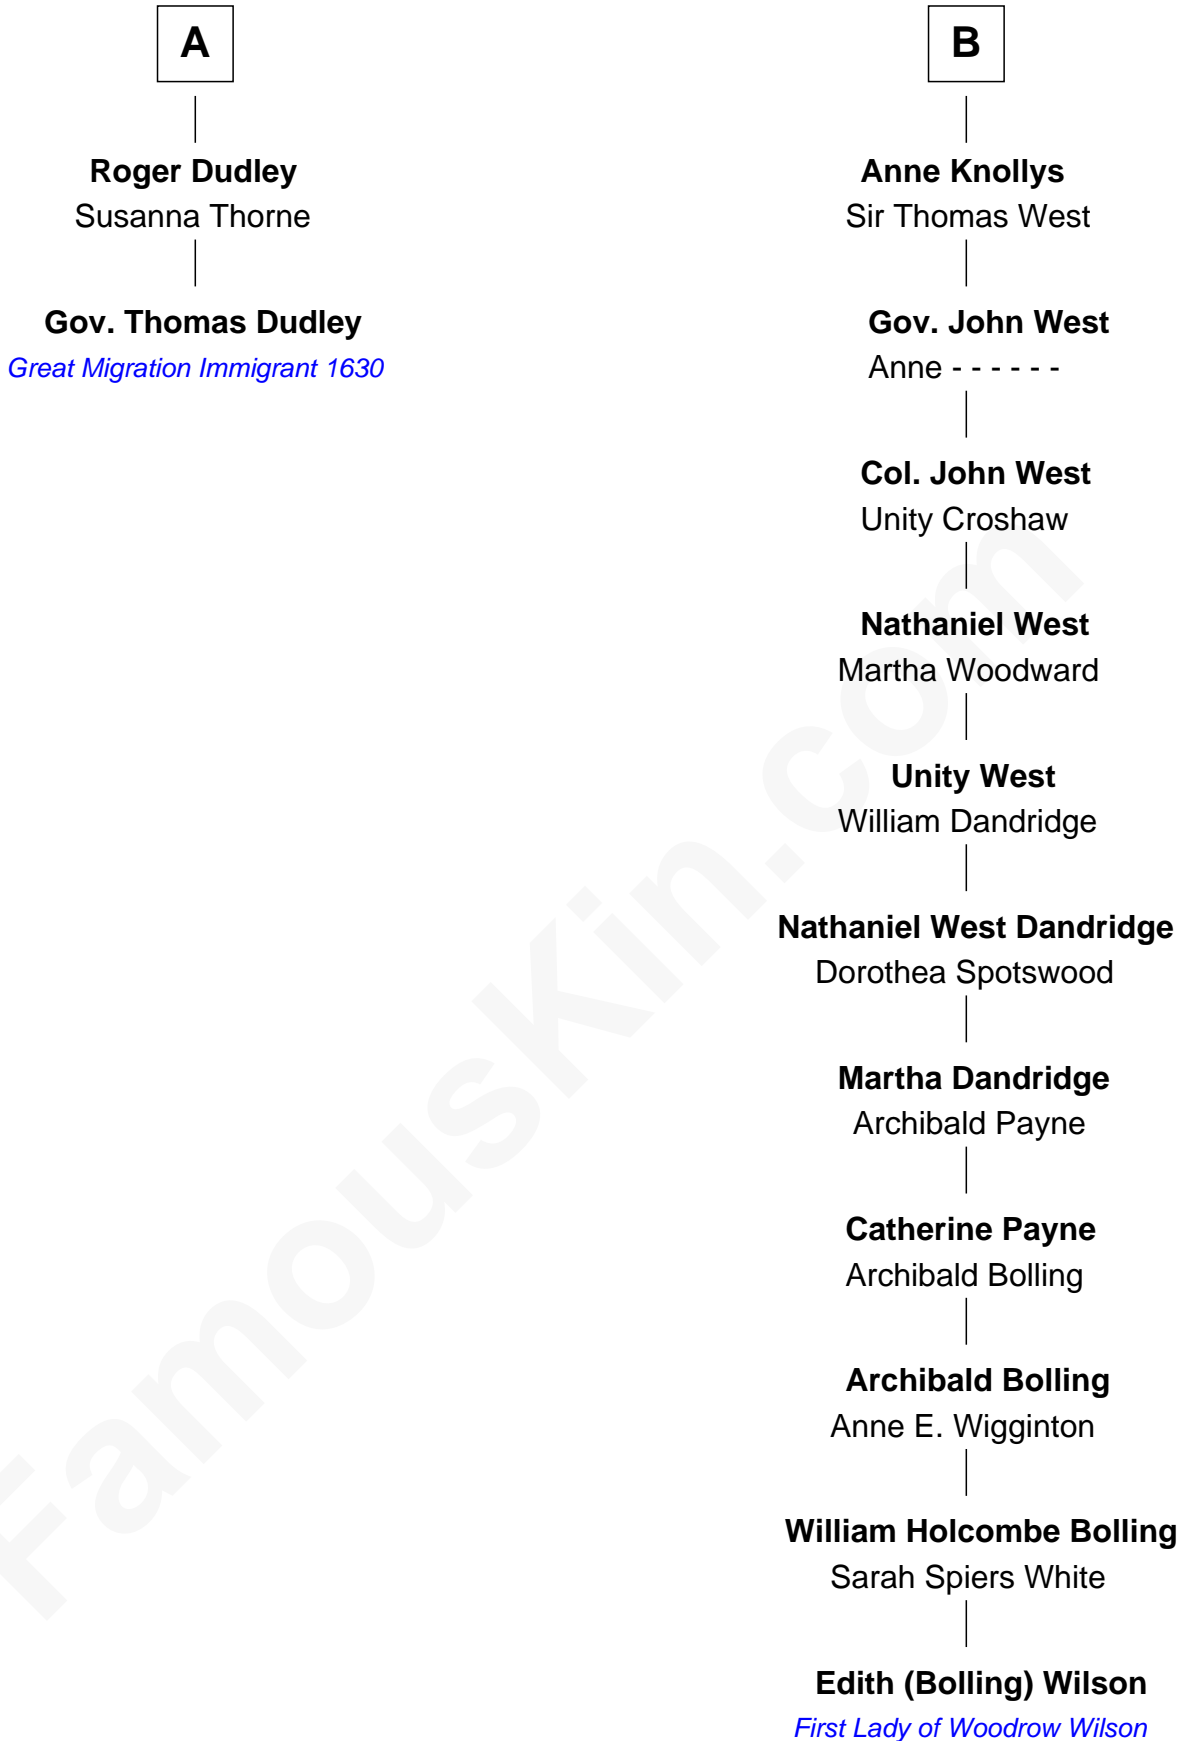 A
Roger Dudley
Susanna Thorne
Gov. Thomas Dudley
Great Migration Immigrant 1630
B
Anne Knollys
Sir Thomas West
Gov. John West
Anne - - - - - -
Col. John West
Unity Croshaw
Nathaniel West
Martha Woodward
Unity West
William Dandridge
Nathaniel West Dandridge
Dorothea Spotswood
Martha Dandridge
Archibald Payne
Catherine Payne
Archibald Bolling
Archibald Bolling
Anne E. Wigginton
William Holcombe Bolling
Sarah Spiers White
Edith (Bolling) Wilson
First Lady of Woodrow Wilson
FamousKin.com